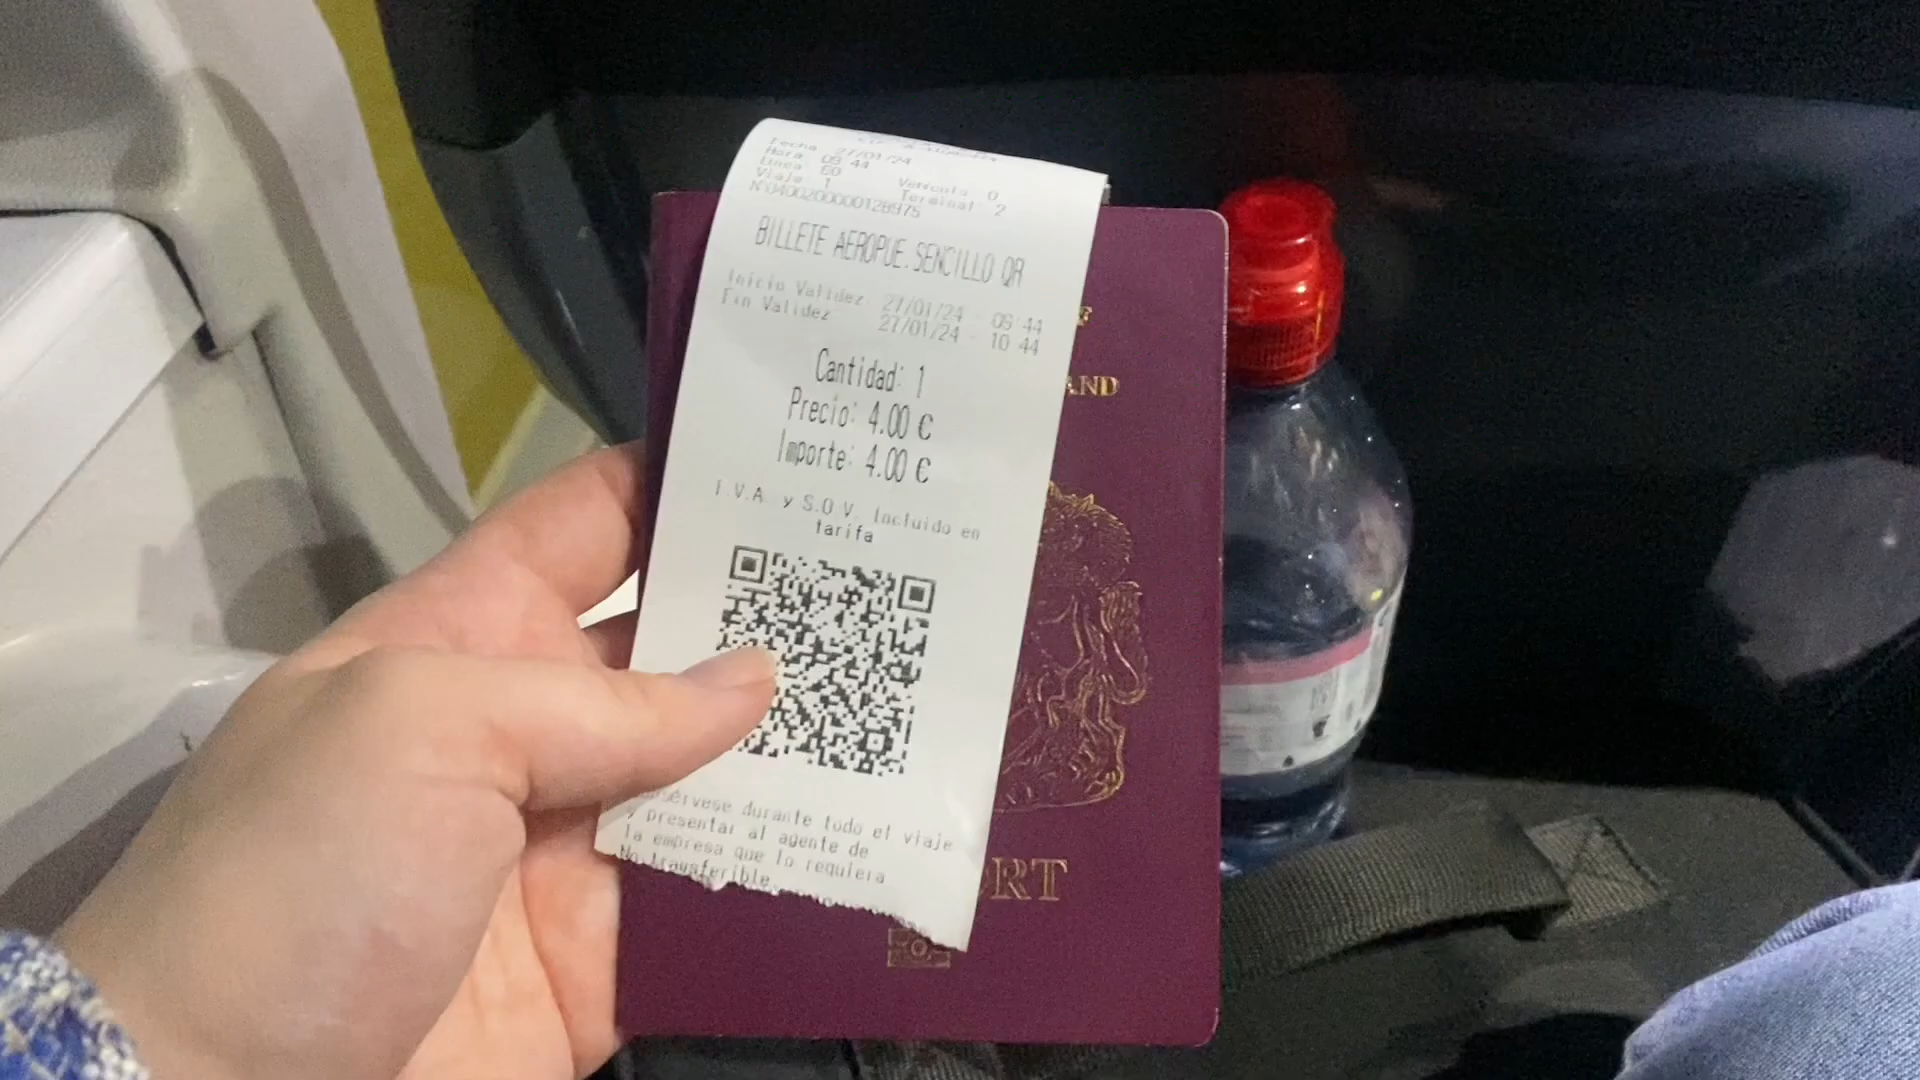 Fecha 27/01/24
Hora 09 44
Linea 60 Vehiculo 0
Viaje 1 Terminal 2
Nº0400200000128975
BILLETE AEROPUE.SENCILLO QR
Inicio Validez 27/01/24 - 09:44
Fin Validez 27/01/24 - 10 44
Cantidad: 1
Precio: 4.00 €
Importe: 4.00 €
I.V.A. y S.O.V. Incluido en
tarifa
durante todo el viaje
y presentar al agente de
la empresa que lo requiera
No transferible
F
AND
ORT